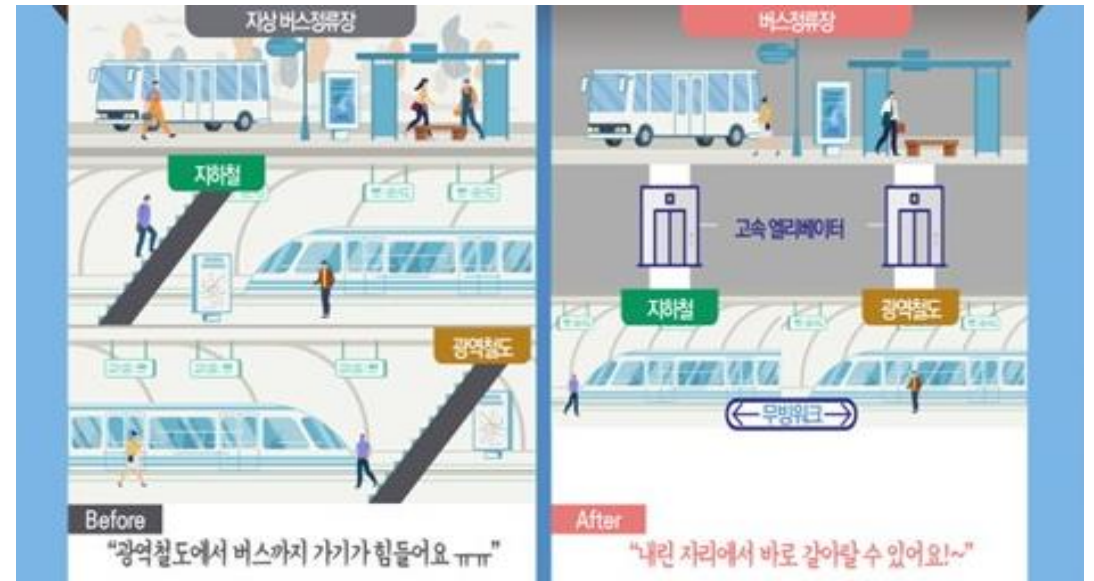 지상 버스정류장
지하철
광역철도
Before
“광역철도에서 버스까지 가기가 힘들어요 ㅠㅠ”
버스정류장
고속 엘리베이터
지하철
광역철도
무빙워크
After
“내린 자리에서 바로 갈아탈 수 있어요!~”